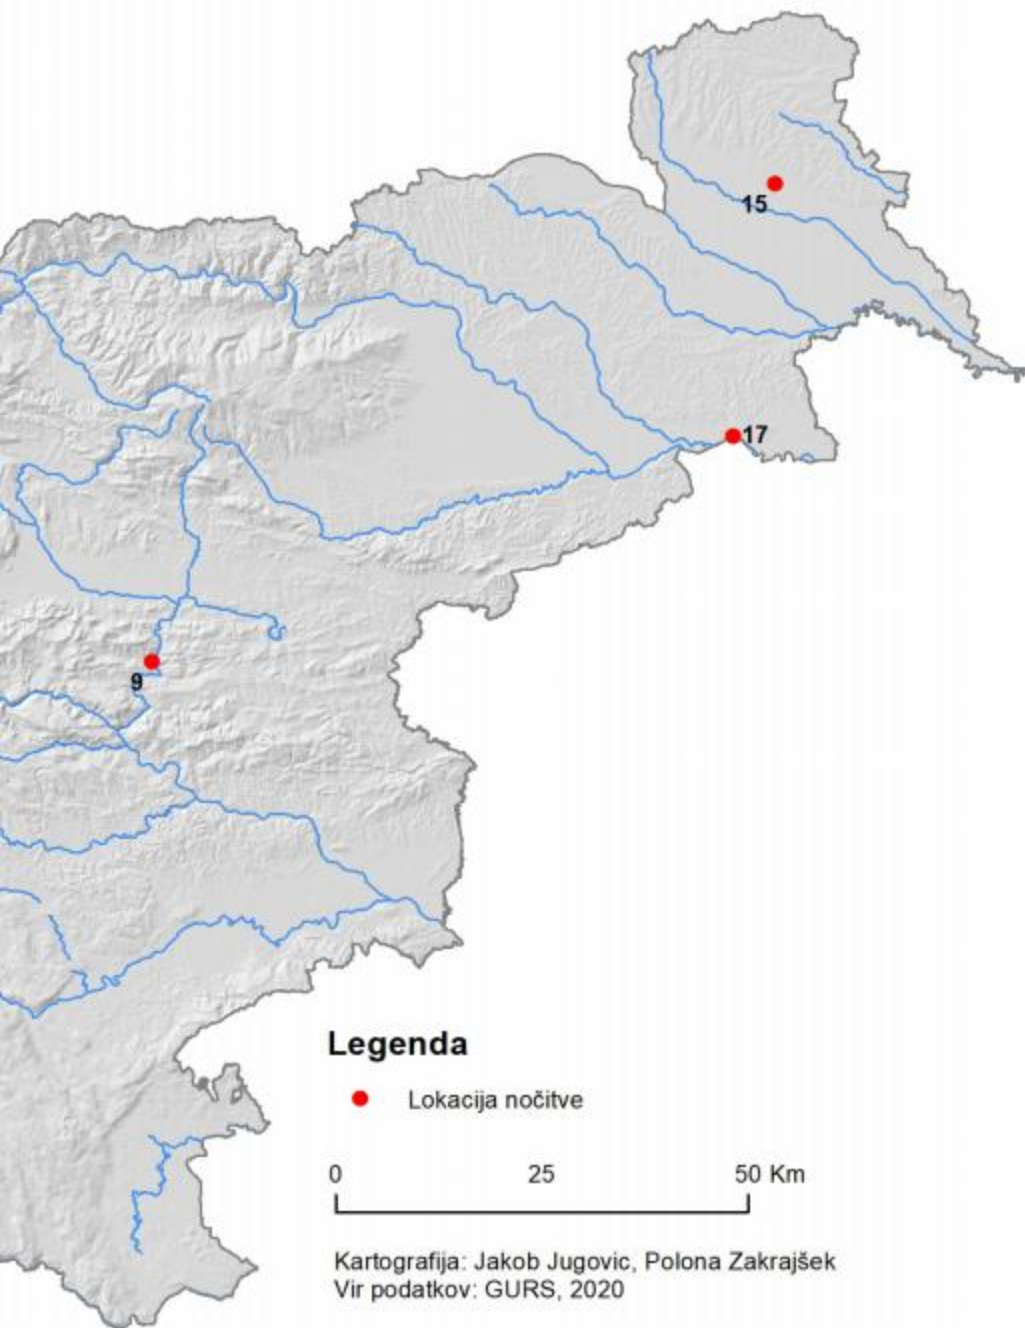 15
17
9
Legenda
Lokacija nočitve
0 25 50 Km
Kartografija: Jakob Jugovic, Polona Zakrajšek
Vir podatkov: GURS, 2020